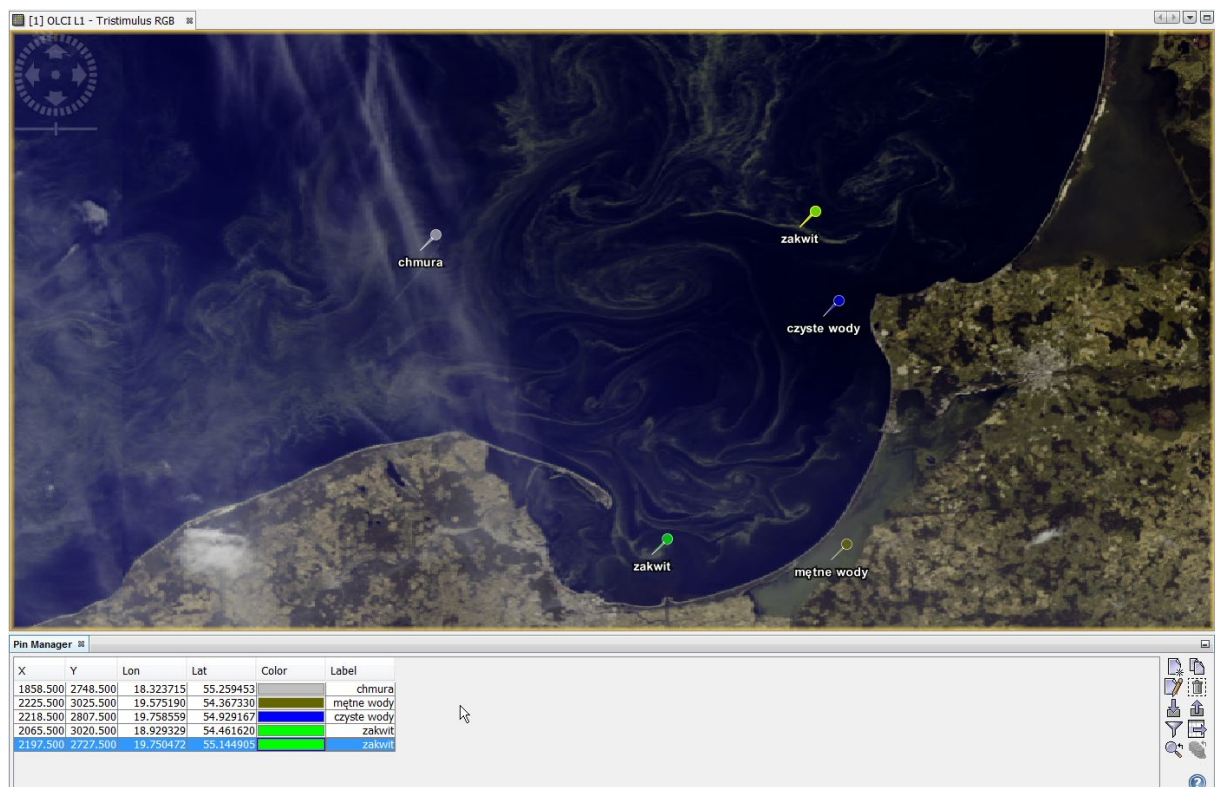 [1] OLCI L1 - Tristimulus RGB
zakwit
chmura
czyste wody
zakwit
mętne wody
Pin Manager
X Y Lon Lat Color Label
1858.500 2748.500 18.323715 55.259453 chmura
2225.500 3025.500 19.575190 54.367330 mętne wody
2218.500 2807.500 19.758559 54.929167 czyste wody
2065.500 3020.500 18.929329 54.461620 zakwit
2197.500 2727.500 19.750472 55.144905 zakwit